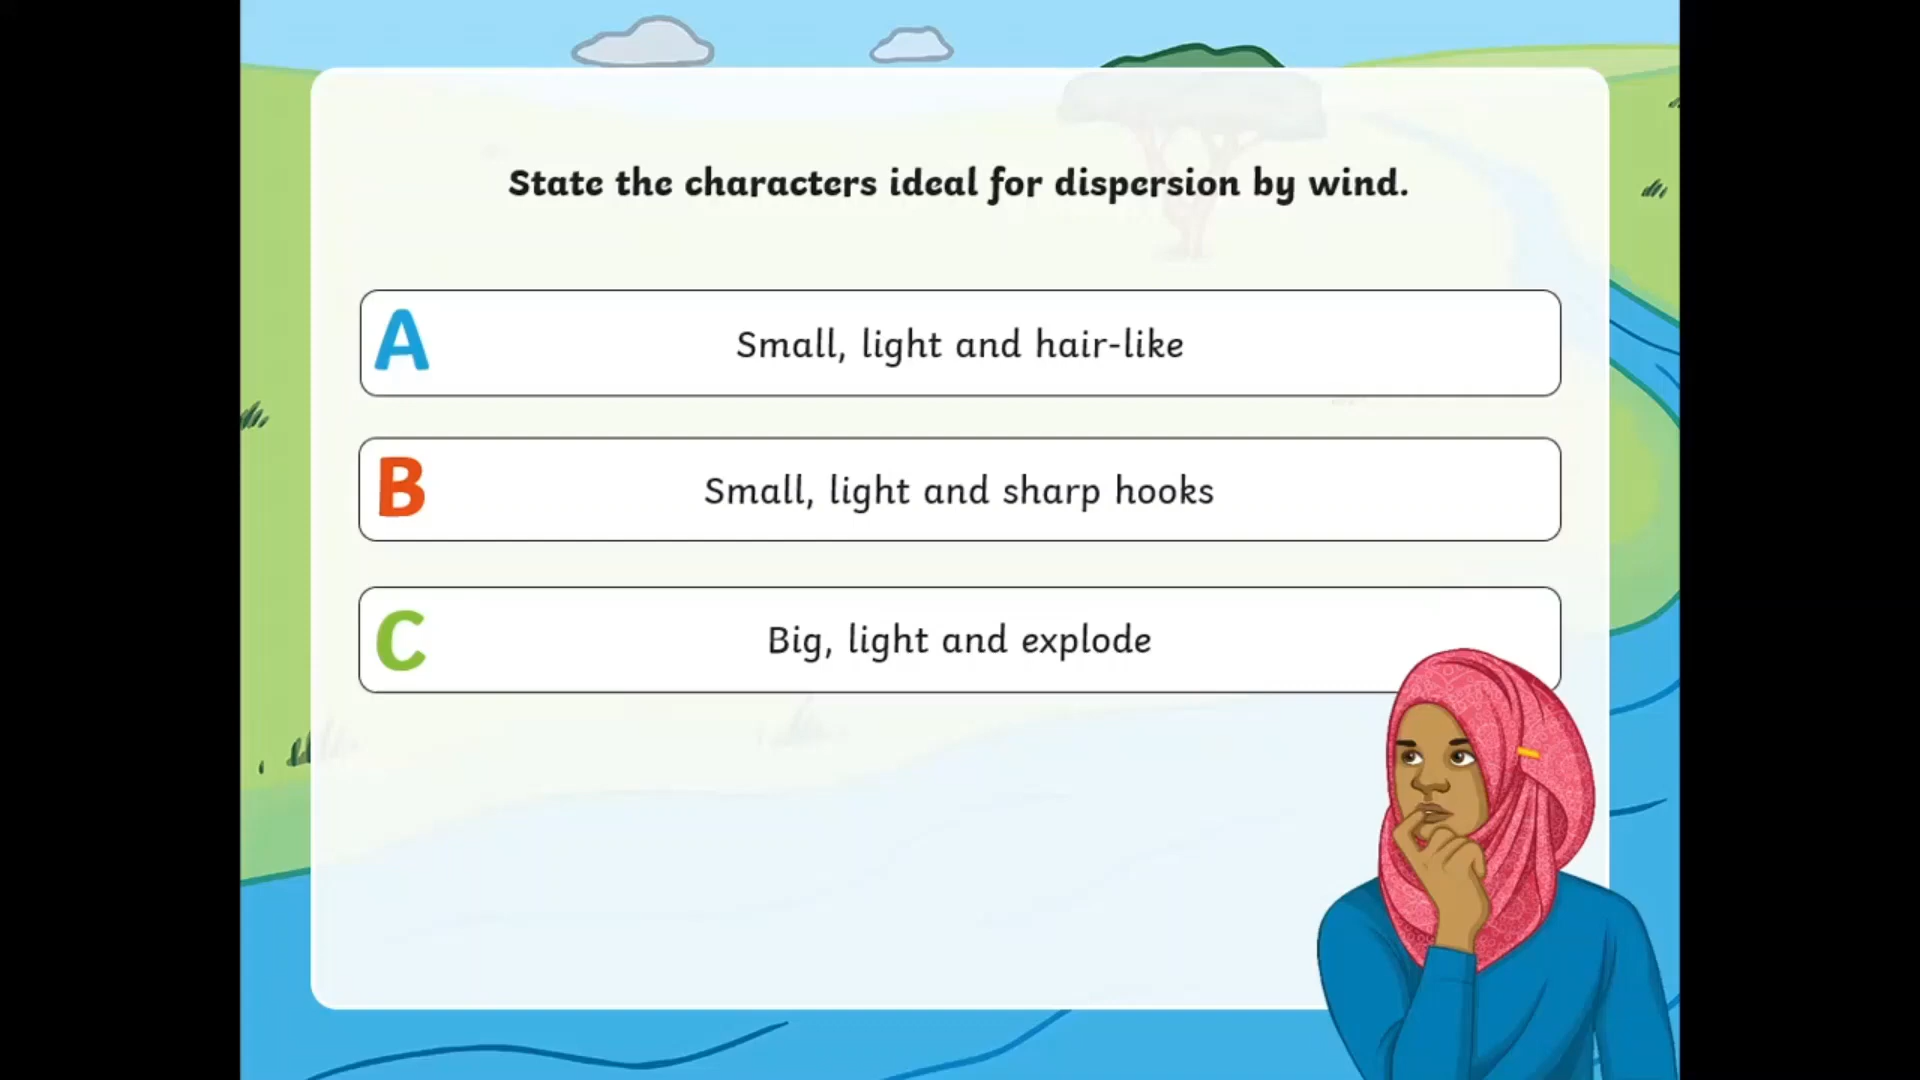 State the characters ideal for dispersion by wind.
A Small, light and hair-like
B Small, light and sharp hooks
C Big, light and explode